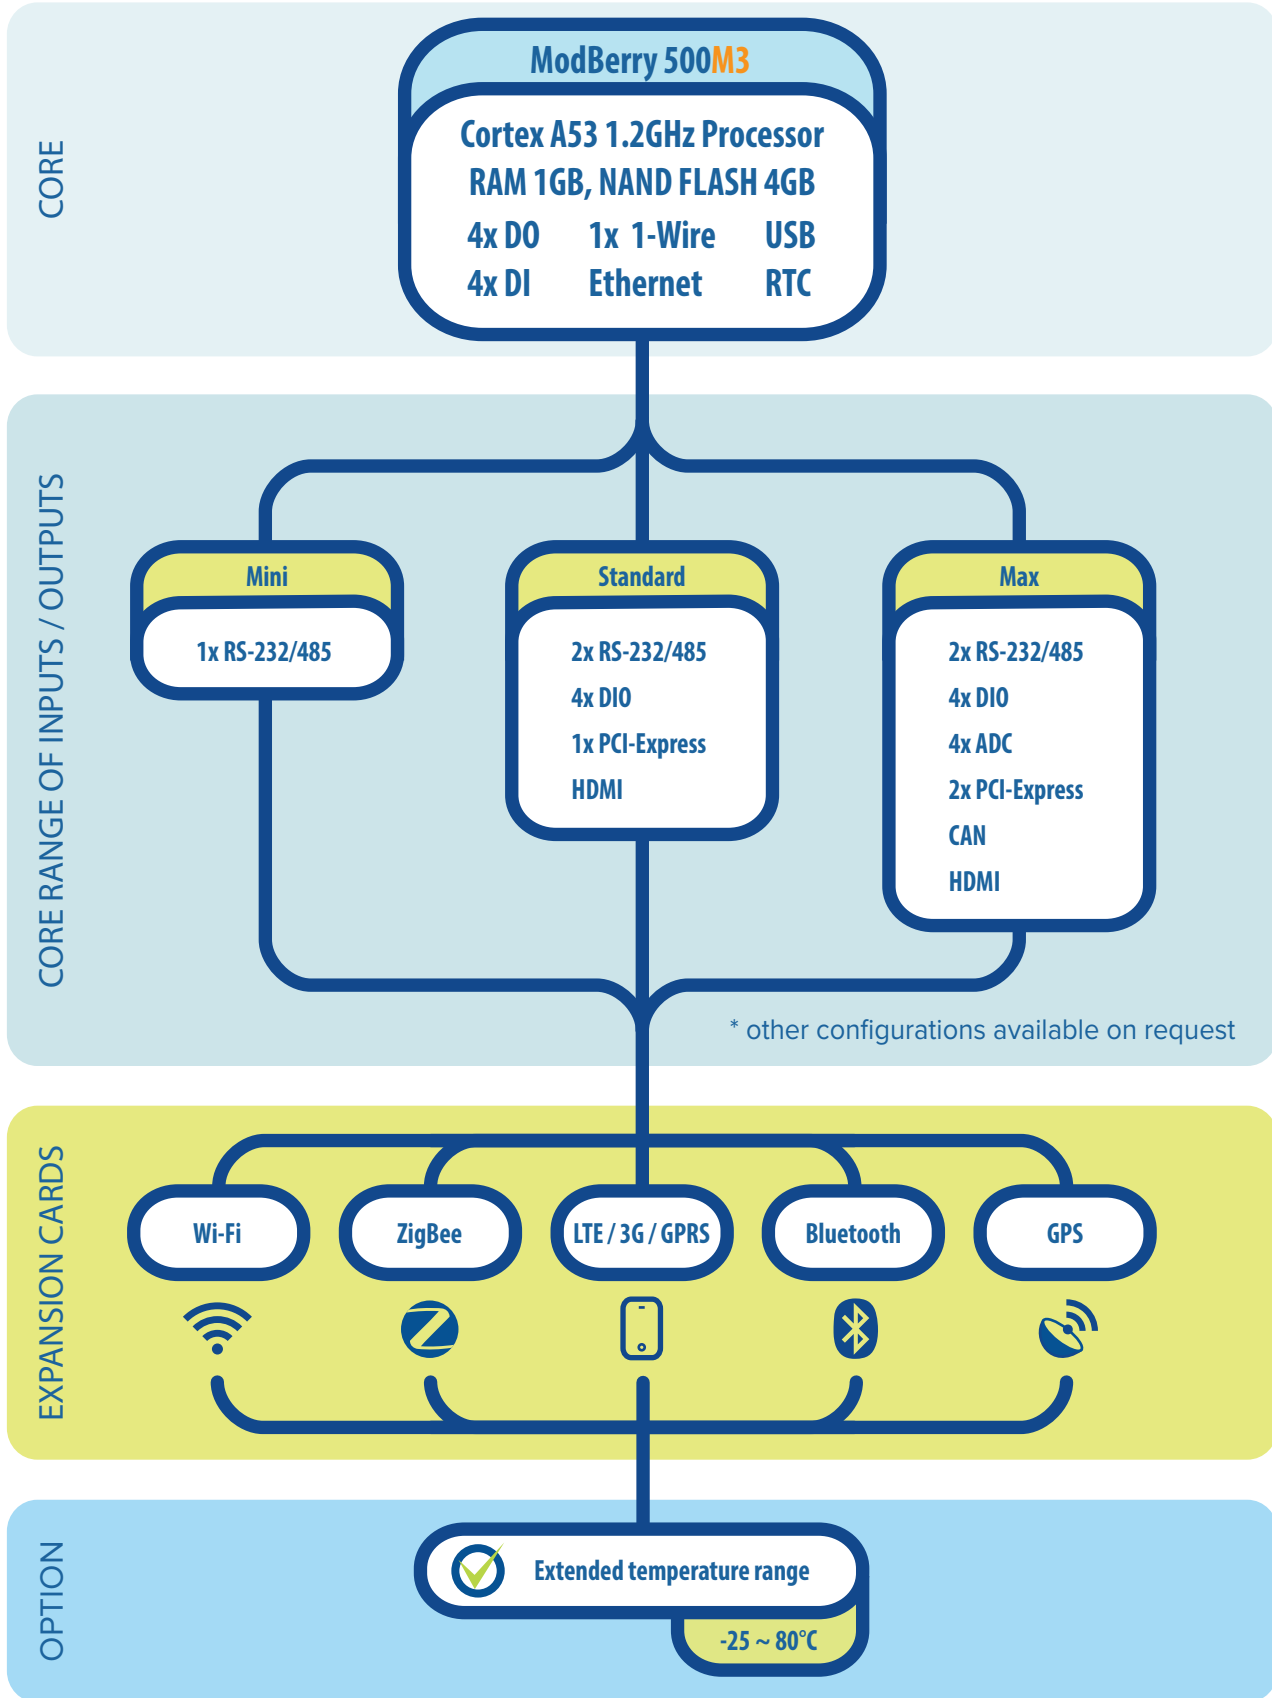 CORE
ModBerry 500M3
Cortex A53 1.2GHz Processor
RAM 1GB, NAND FLASH 4GB
4x DO 1x 1-Wire USB
4x DI Ethernet RTC
CORE RANGE OF INPUTS / OUTPUTS
Mini
1x RS-232/485
Standard
2x RS-232/485
4x DIO
1x PCI-Express
HDMI
Max
2x RS-232/485
4x DIO
4x ADC
2x PCI-Express
CAN
HDMI
* other configurations available on request
EXPANSION CARDS
Wi-Fi
ZigBee
LTE / 3G / GPRS
Bluetooth
GPS
OPTION
Extended temperature range
-25 ~ 80°C